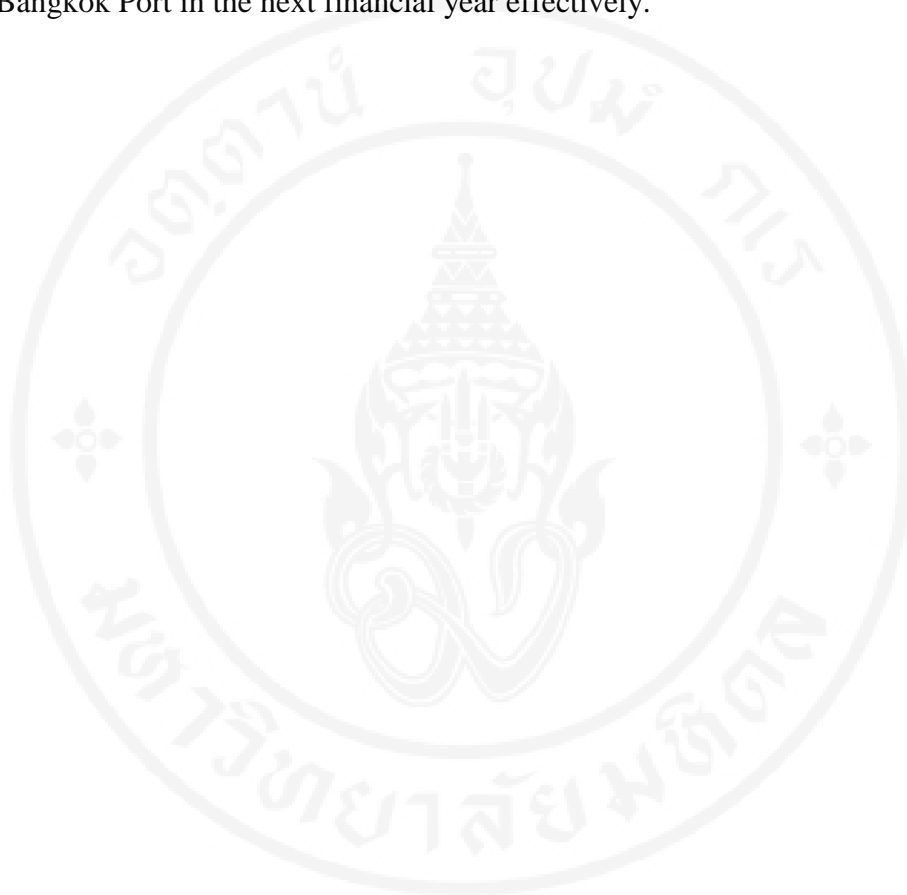 Bangkok Port in the next financial year effectively.
อตฺตานํ อุปมํ กเร
มหาวิทยาลัยมหิดล